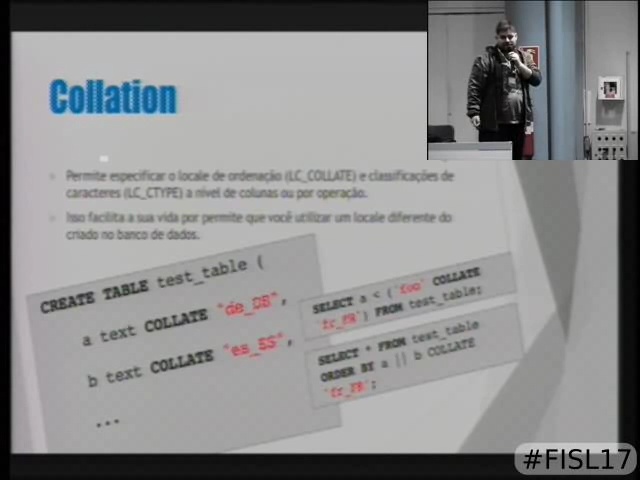 Collation
Permite especificar o locale de ordenação (LC_COLLATE) e classificações de
caracteres (LC_CTYPE) a nível de colunas ou por operação.
Isso facilita a sua vida por permite que você utilizar um locale diferente do
criado no banco de dados.
CREATE TABLE test_table (
a text COLLATE "de_DE",
b text COLLATE "es_ES",
...
SELECT a < ('foo' COLLATE
'fr_FR') FROM test_table;
SELECT * FROM test_table
ORDER BY a || b COLLATE
'fr_FR';
#FISL17